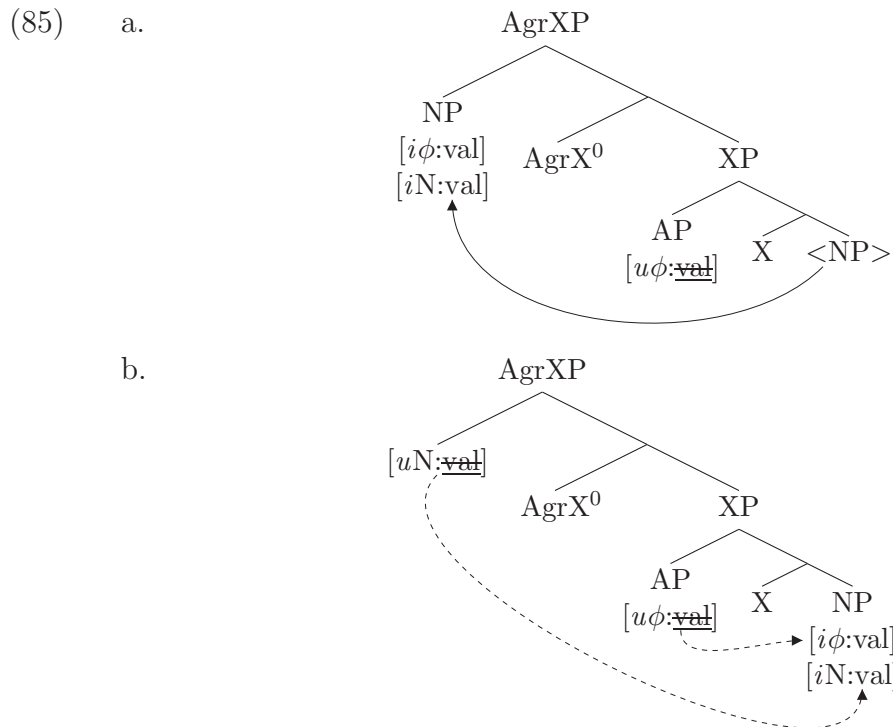 (85) a. AgrXP
NP
[iϕ:val] AgrX⁰ XP
[iN:val]
AP X <NP>
[uϕ:val]
b. AgrXP
[uN:val]
AgrX⁰ XP
AP X NP
[uϕ:val] [iϕ:val]
[iN:val]